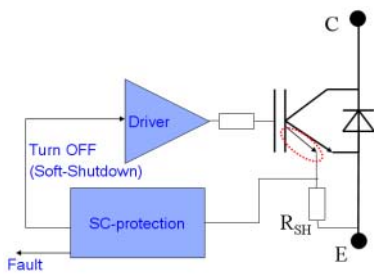 C
Driver
Turn OFF
(Soft-Shutdown)
SC-protection
R_SH
E
Fault